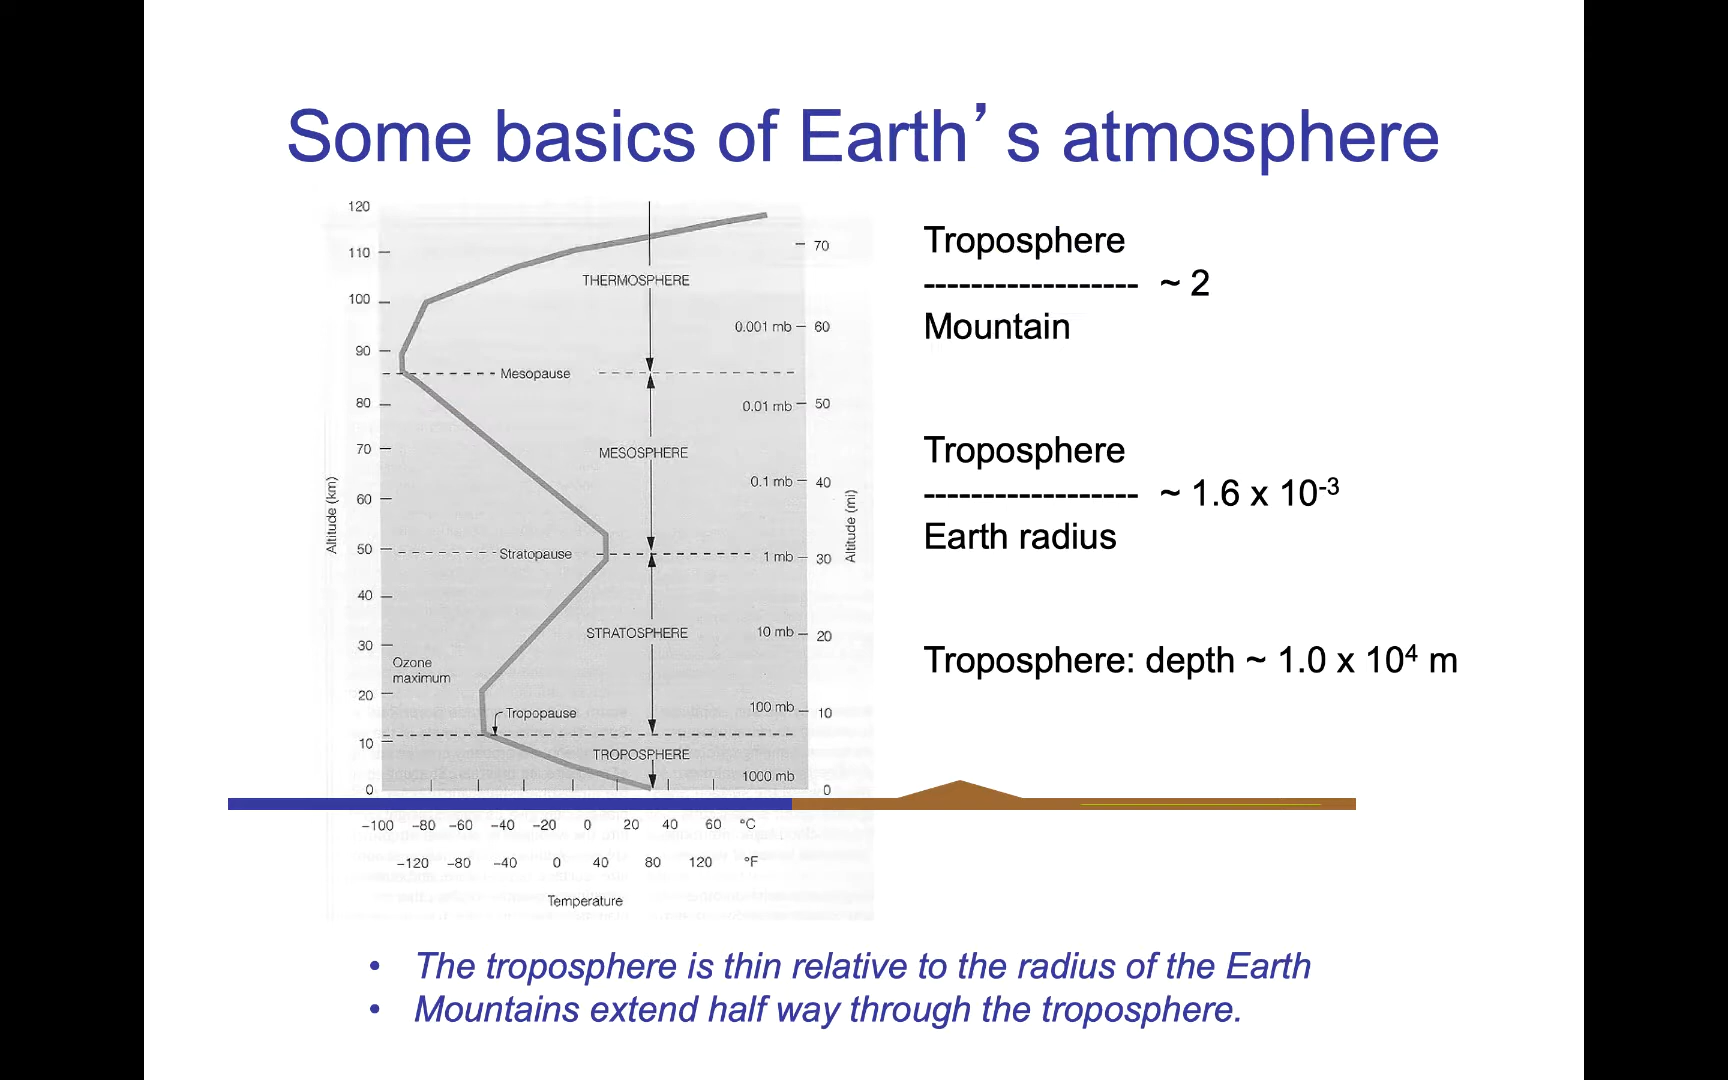 Some basics of Earth’s atmosphere
120
110
100
90
80
70
60
50
40
30
20
10
0
Altitude (km)
THERMOSPHERE
Mesopause
MESOSPHERE
Stratopause
STRATOSPHERE
Ozone
maximum
Tropopause
TROPOSPHERE
0.001 mb
0.01 mb
0.1 mb
1 mb
10 mb
100 mb
1000 mb
70
60
50
40
30
20
10
0
Altitude (mi)
−100 −80 −60 −40 −20 0 20 40 60 °C
−120 −80 −40 0 40 80 120 °F
Temperature
Troposphere
------------------ ~ 2
Mountain
Troposphere
------------------ ~ 1.6 x 10⁻³
Earth radius
Troposphere: depth ~ 1.0 x 10⁴ m
• The troposphere is thin relative to the radius of the Earth
• Mountains extend half way through the troposphere.